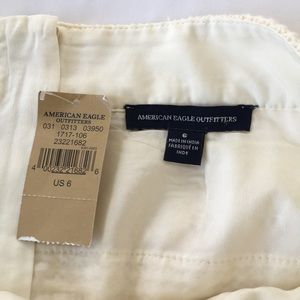 AMERICAN EAGLE
OUTFITTERS
031 0313 03950
1717-106
23221682
US 6
AMERICAN EAGLE OUTFITTERS
6
MADE IN INDIA
FABRIQUÉ EN
INDE